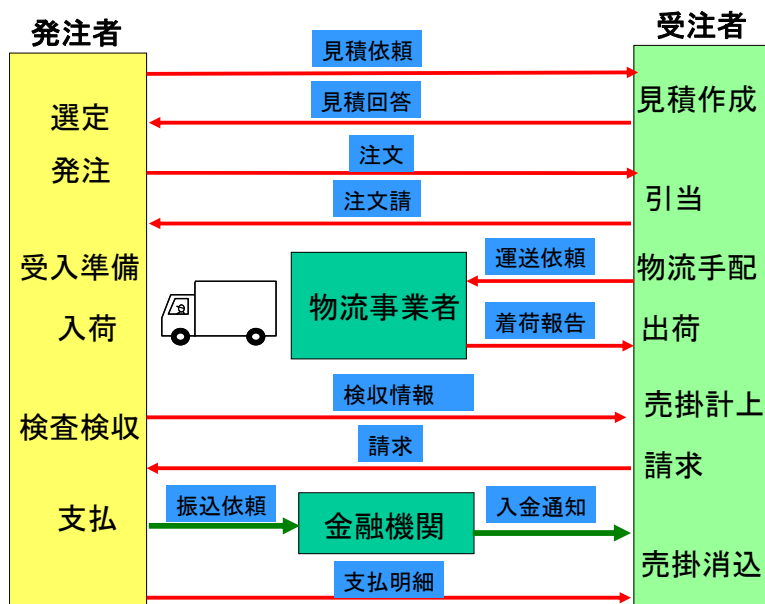 発注者
受注者
見積依頼
見積作成
見積回答
選定
注文
発注
注文請
引当
運送依頼
受入準備
物流手配
物流事業者
入荷
着荷報告
出荷
検収情報
売掛計上
検査検収
請求
請求
振込依頼
入金通知
支払
金融機関
売掛消込
支払明細